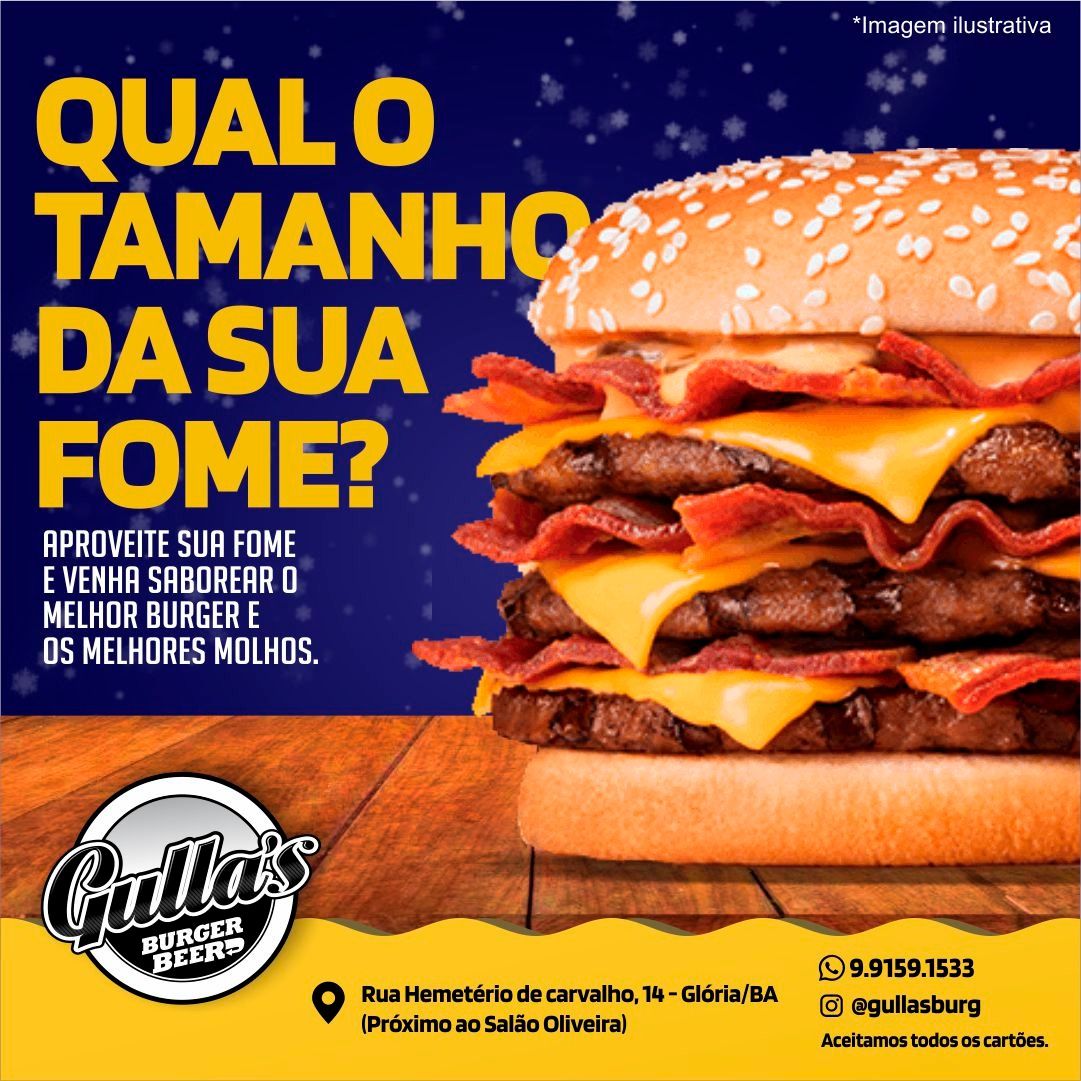 *Imagem ilustrativa
QUAL O
TAMANHO
DA SUA
FOME?
APROVEITE SUA FOME
E VENHA SABOREAR O
MELHOR BURGER E
OS MELHORES MOLHOS.
Gulla's
BURGER
BEER
Rua Hemetério de carvalho, 14 - Glória/BA
(Próximo ao Salão Oliveira)
9.9159.1533
@gullasburg
Aceitamos todos os cartões.